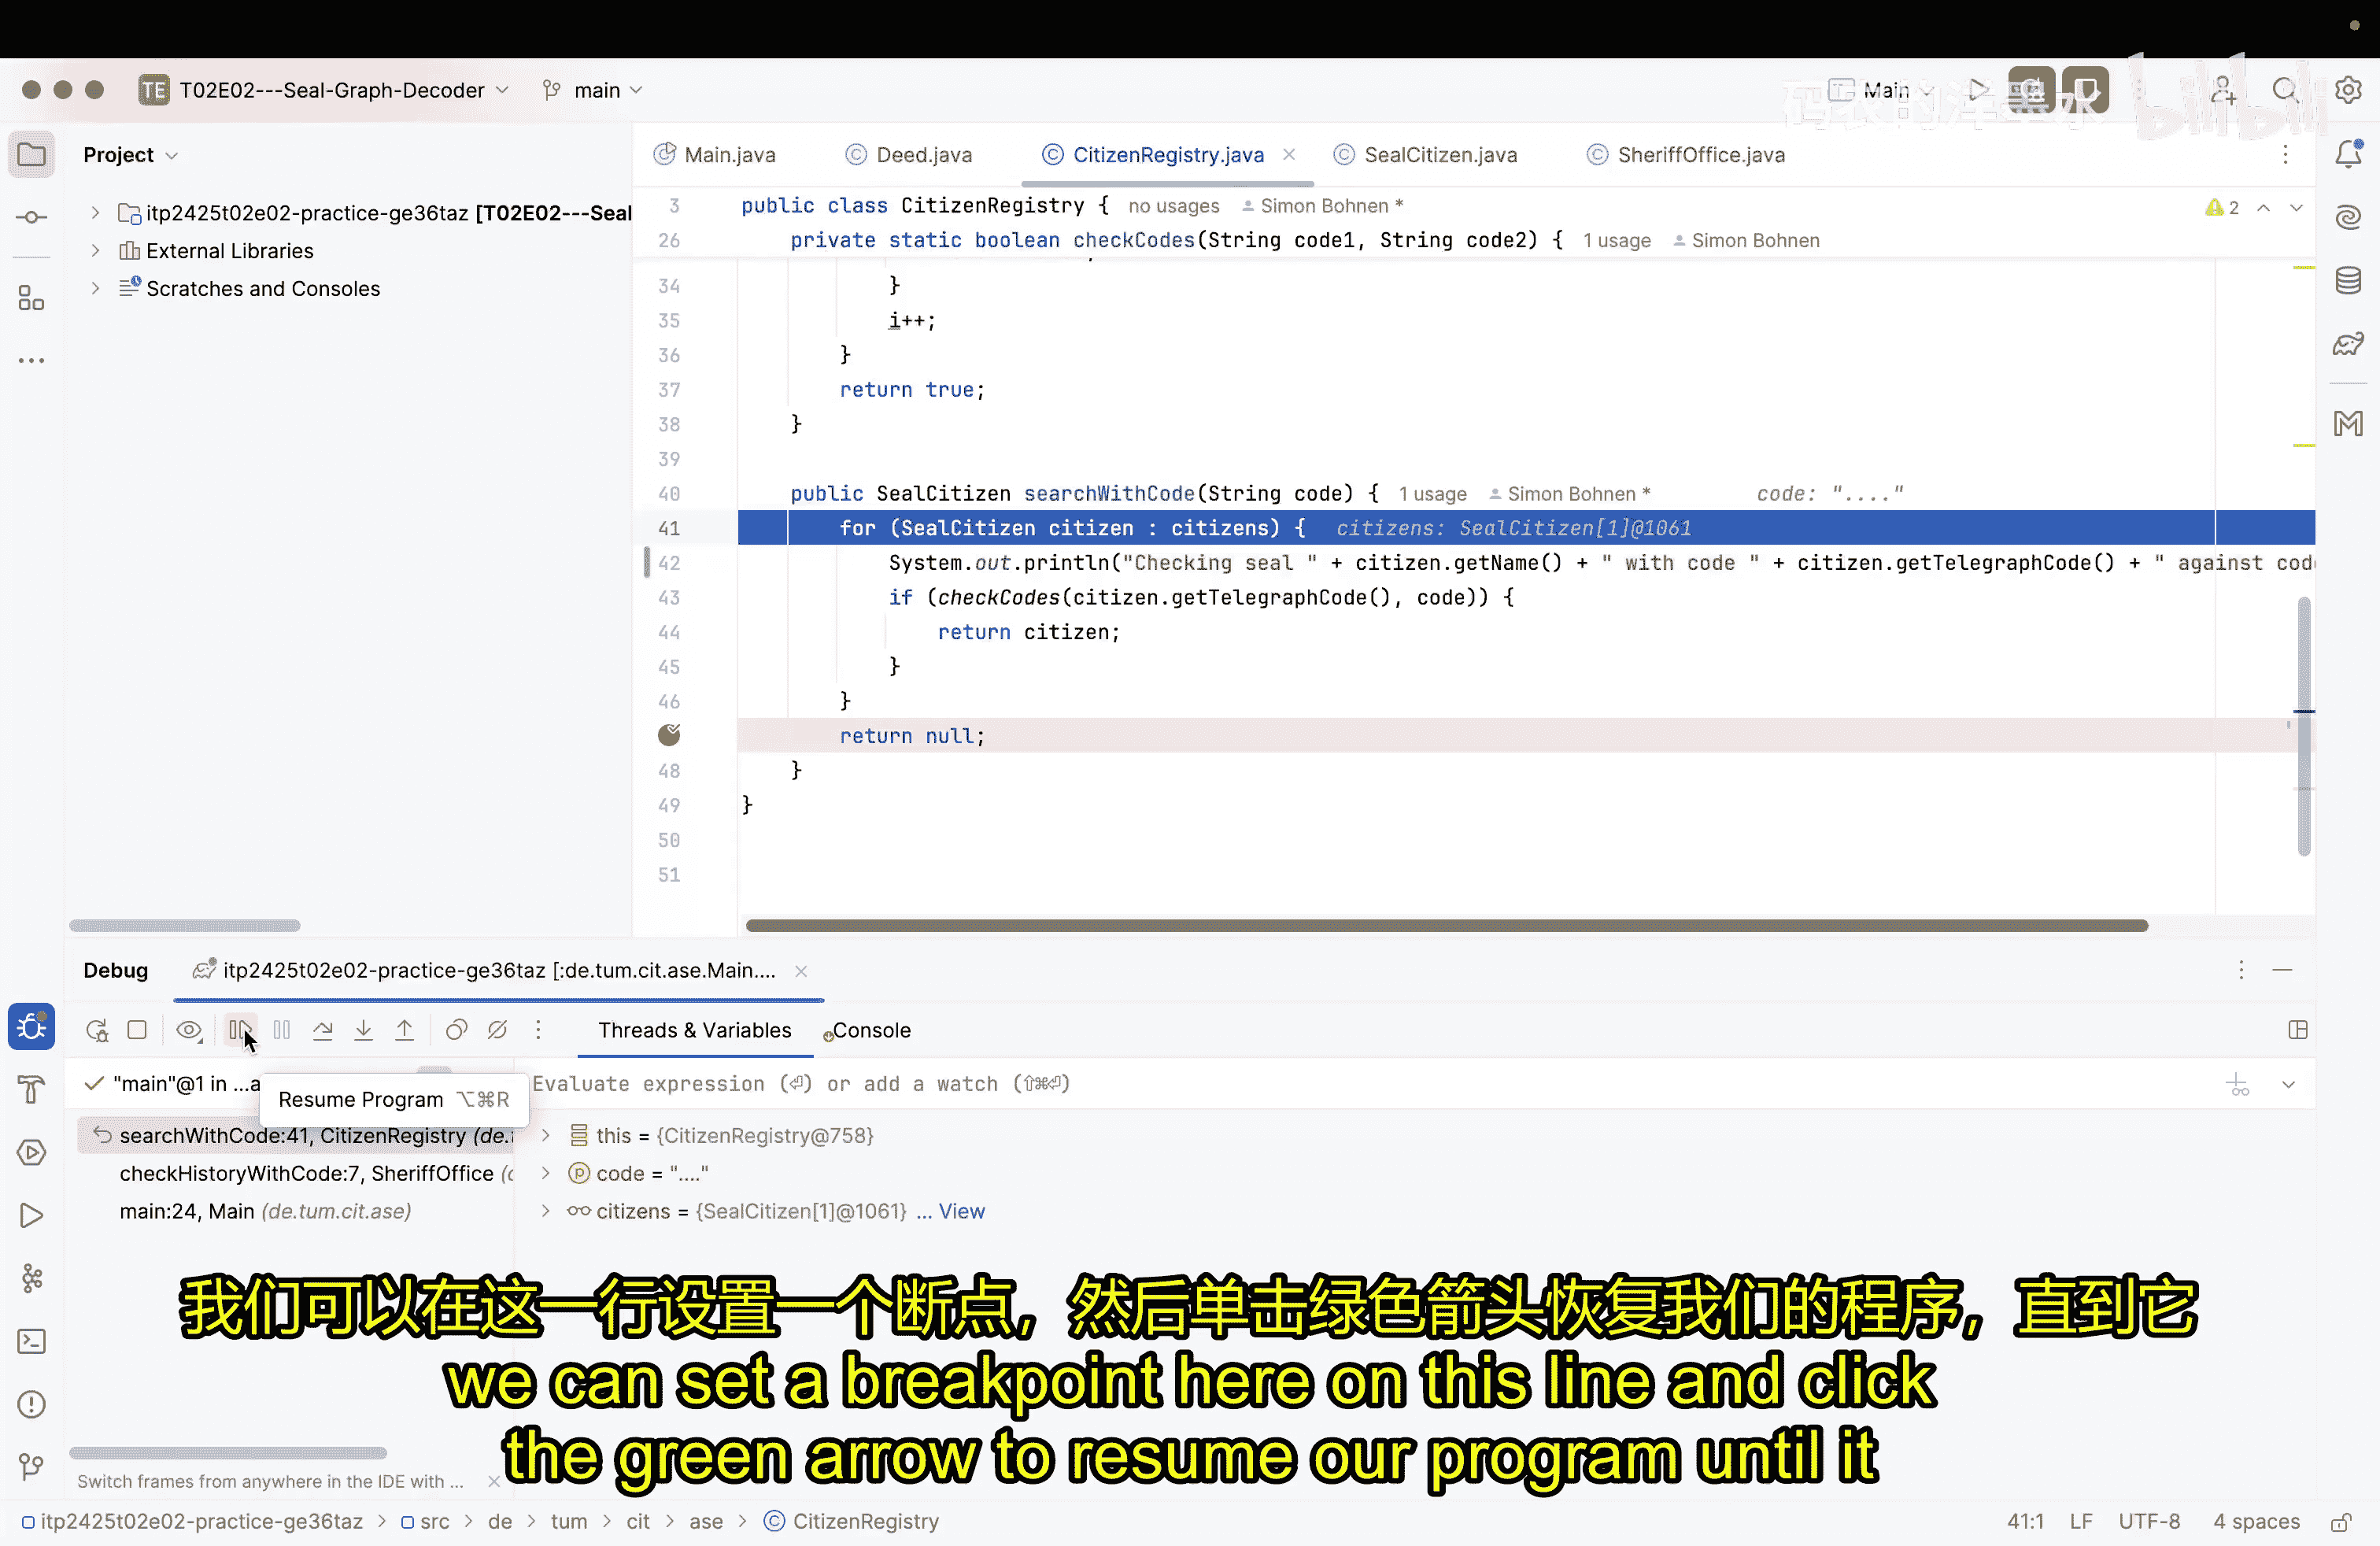 TE T02E02---Seal-Graph-Decoder main Main
bilibili
Project
Main.java Deed.java CitizenRegistry.java SealCitizen.java SheriffOffice.java
itp2425t02e02-practice-ge36taz [T02E02---Seal
External Libraries
Scratches and Consoles
3 public class CitizenRegistry { no usages Simon Bohnen * 2
26 private static boolean checkCodes(String code1, String code2) { 1 usage Simon Bohnen
34 }
35 i++;
36 }
37 return true;
38 }
39
40 public SealCitizen searchWithCode(String code) { 1 usage Simon Bohnen * code: "...."
41 for (SealCitizen citizen : citizens) { citizens: SealCitizen[1]@1061
42 System.out.println("Checking seal " + citizen.getName() + " with code " + citizen.getTelegraphCode() + " against cod
43 if (checkCodes(citizen.getTelegraphCode(), code)) {
44 return citizen;
45 }
46 }
return null;
48 }
49 }
50
51
Debug itp2425t02e02-practice-ge36taz [:de.tum.cit.ase.Main....
Threads & Variables Console
"main"@1 in ...a
Evaluate expression (⏎) or add a watch (⇧⌘⏎)
Resume Program ⌥⌘R
searchWithCode:41, CitizenRegistry (de.
checkHistoryWithCode:7, SheriffOffice (
main:24, Main (de.tum.cit.ase)
this = {CitizenRegistry@758}
code = "...."
citizens = {SealCitizen[1]@1061} ... View
我们可以在这一行设置一个断点，然后单击绿色箭头恢复我们的程序，直到它
we can set a breakpoint here on this line and click
the green arrow to resume our program until it
Switch frames from anywhere in the IDE with ...
itp2425t02e02-practice-ge36taz > src > de > tum > cit > ase > CitizenRegistry
41:1 LF UTF-8 4 spaces